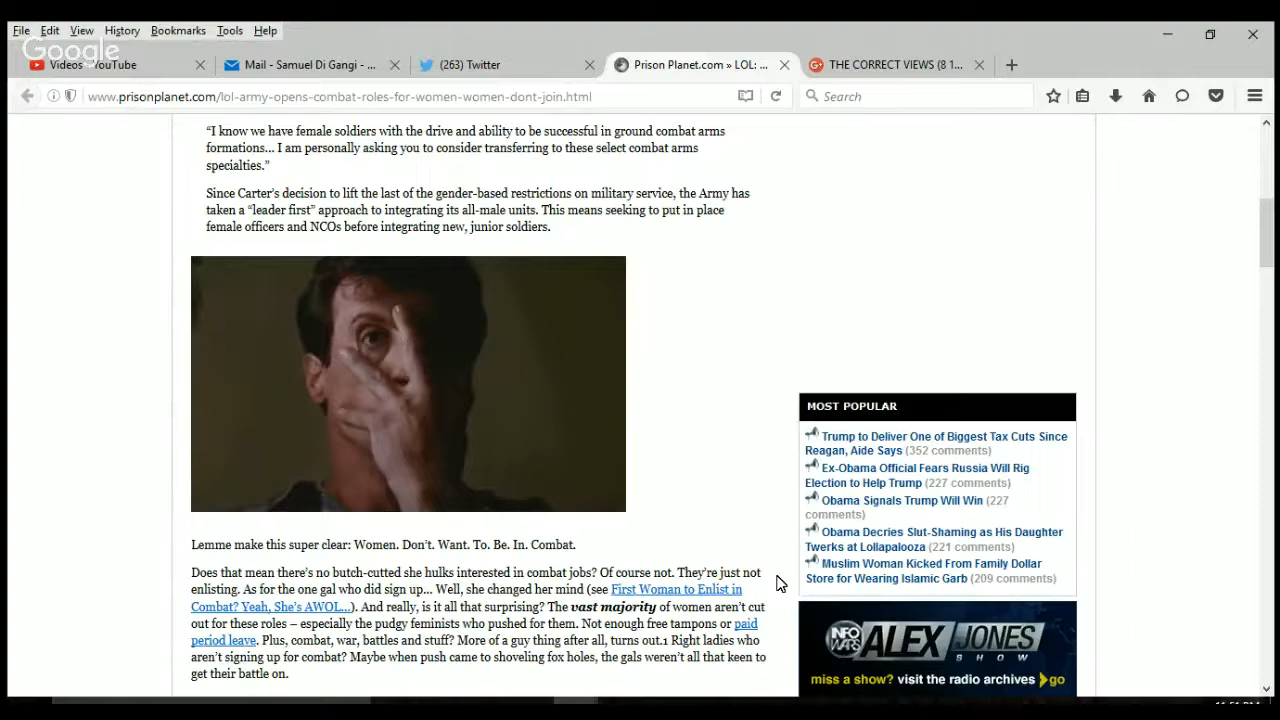 File Edit View History Bookmarks Tools Help
Google
Videos - YouTube
Mail - Samuel Di Gangi - ...
(263) Twitter
Prison Planet.com » LOL: ...
THE CORRECT VIEWS (8 1...
www.prisonplanet.com/lol-army-opens-combat-roles-for-women-women-dont-join.html
Search
“I know we have female soldiers with the drive and ability to be successful in ground combat arms
formations… I am personally asking you to consider transferring to these select combat arms
specialties.”
Since Carter’s decision to lift the last of the gender-based restrictions on military service, the Army has
taken a “leader first” approach to integrating its all-male units. This means seeking to put in place
female officers and NCOs before integrating new, junior soldiers.
Lemme make this super clear: Women. Don’t. Want. To. Be. In. Combat.
Does that mean there’s no butch-cutted she hulks interested in combat jobs? Of course not. They’re just not
enlisting. As for the one gal who did sign up… Well, she changed her mind (see First Woman to Enlist in
Combat? Yeah, She’s AWOL…). And really, is it all that surprising? The vast majority of women aren’t cut
out for these roles – especially the pudgy feminists who pushed for them. Not enough free tampons or paid
period leave. Plus, combat, war, battles and stuff? More of a guy thing after all, turns out.1 Right ladies who
aren’t signing up for combat? Maybe when push came to shoveling fox holes, the gals weren’t all that keen to
get their battle on.
MOST POPULAR
Trump to Deliver One of Biggest Tax Cuts Since
Reagan, Aide Says (352 comments)
Ex-Obama Official Fears Russia Will Rig
Election to Help Trump (227 comments)
Obama Signals Trump Will Win (227
comments)
Obama Decries Slut-Shaming as His Daughter
Twerks at Lollapalooza (221 comments)
Muslim Woman Kicked From Family Dollar
Store for Wearing Islamic Garb (209 comments)
INFO WARS ALEX JONES
SHOW
miss a show? visit the radio archives go